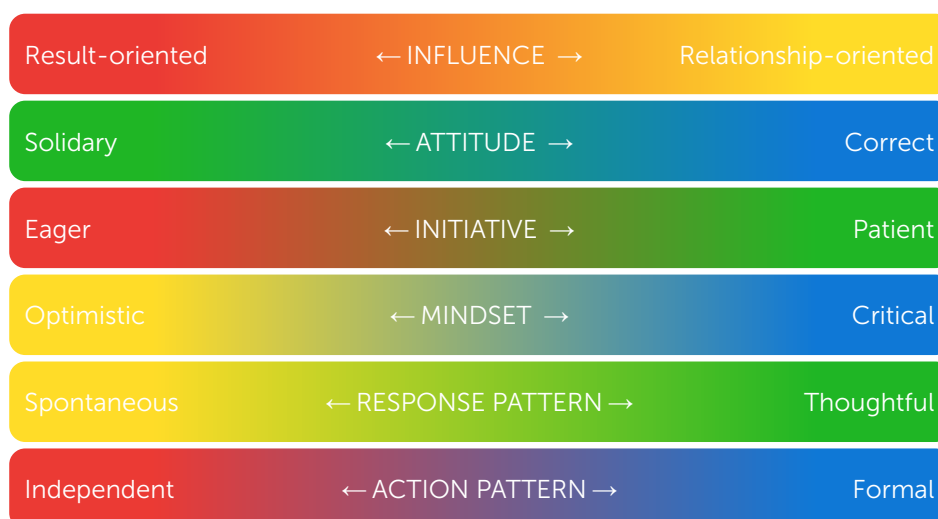 Result-oriented ← INFLUENCE → Relationship-oriented
Solidary ← ATTITUDE → Correct
Eager ← INITIATIVE → Patient
Optimistic ← MINDSET → Critical
Spontaneous ← RESPONSE PATTERN → Thoughtful
Independent ← ACTION PATTERN → Formal